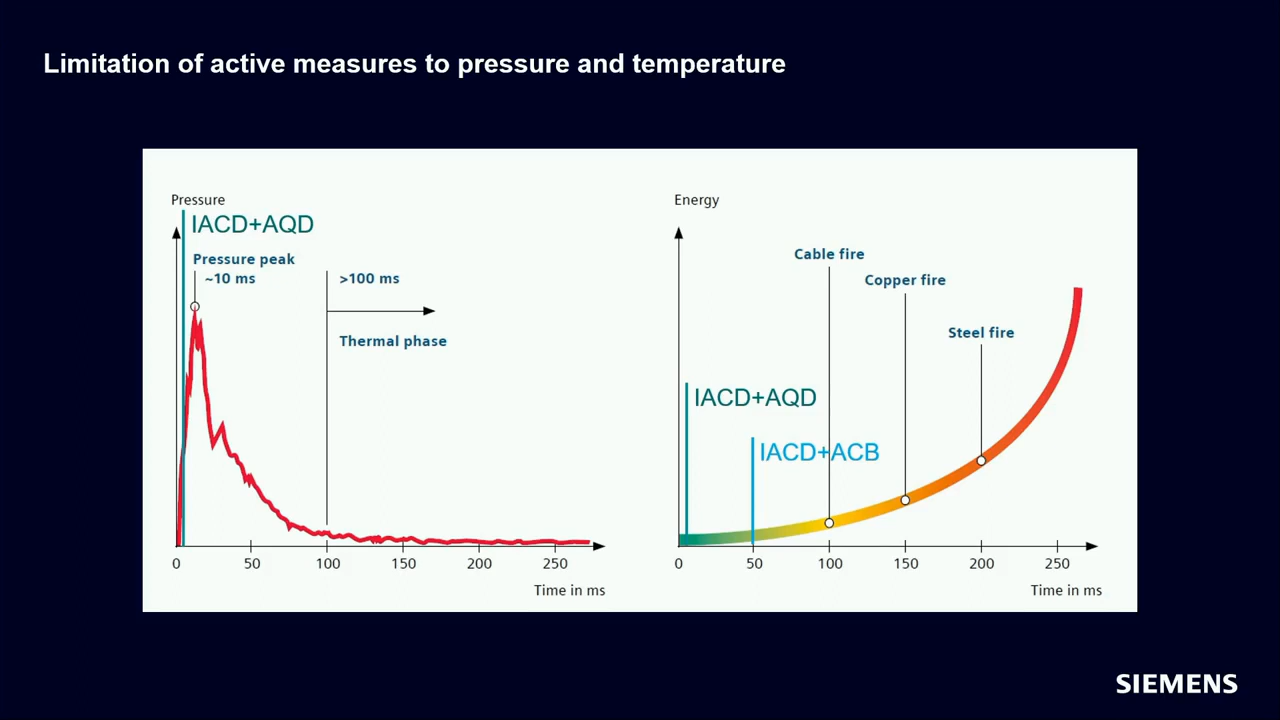 Limitation of active measures to pressure and temperature
Pressure
IACD+AQD
Pressure peak
~10 ms
>100 ms
Thermal phase
0 50 100 150 200 250
Time in ms
Energy
Cable fire
Copper fire
Steel fire
IACD+AQD
IACD+ACB
0 50 100 150 200 250
Time in ms
SIEMENS